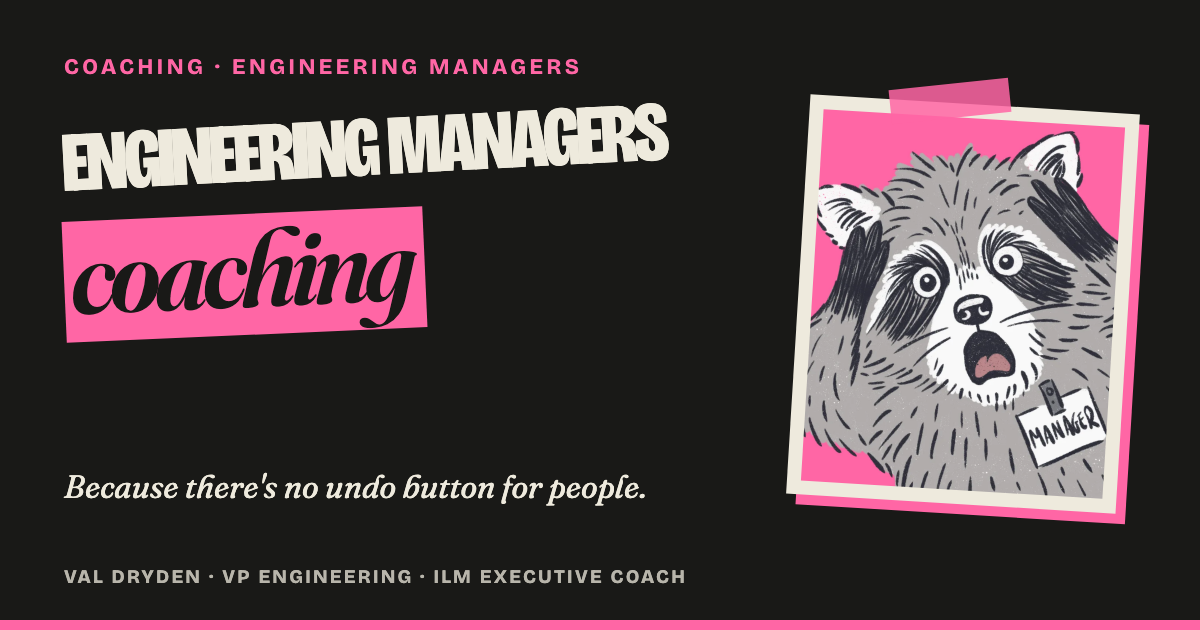 COACHING · ENGINEERING MANAGERS
ENGINEERING MANAGERS
coaching
MANAGER
Because there's no undo button for people.
VAL DRYDEN · VP ENGINEERING · ILM EXECUTIVE COACH